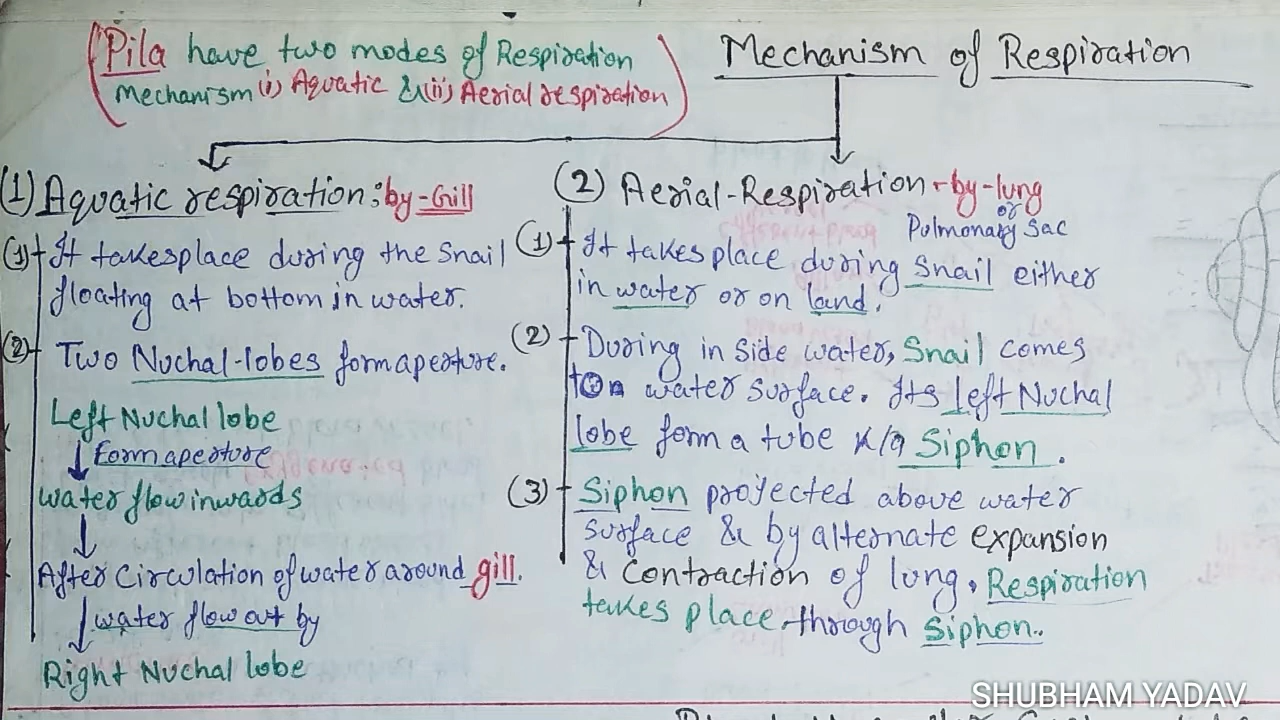 Pila have two modes of Respiration
Mechanism (i) Aquatic & (ii) Aerial respiration
Mechanism of Respiration
(1) Aquatic respiration : by-Gill
(1) It takesplace during the Snail
floating at bottom in water.
(2) Two Nuchal-lobes form aperture.
Left Nuchal lobe
Form aperture
water flow inwards
After Circulation of water around gill.
water flow out by
Right Nuchal lobe
(2) Aerial-Respiration - by-lung
or
Pulmonary Sac
(1) It takes place during Snail either
in water or on land.
(2) During in side water, Snail comes
to water surface. Its left Nuchal
lobe form a tube K/a Siphon.
(3) Siphon projected above water
surface & by alternate expansion
& Contraction of lung, Respiration
takes place through Siphon..
SHUBHAM YADAV